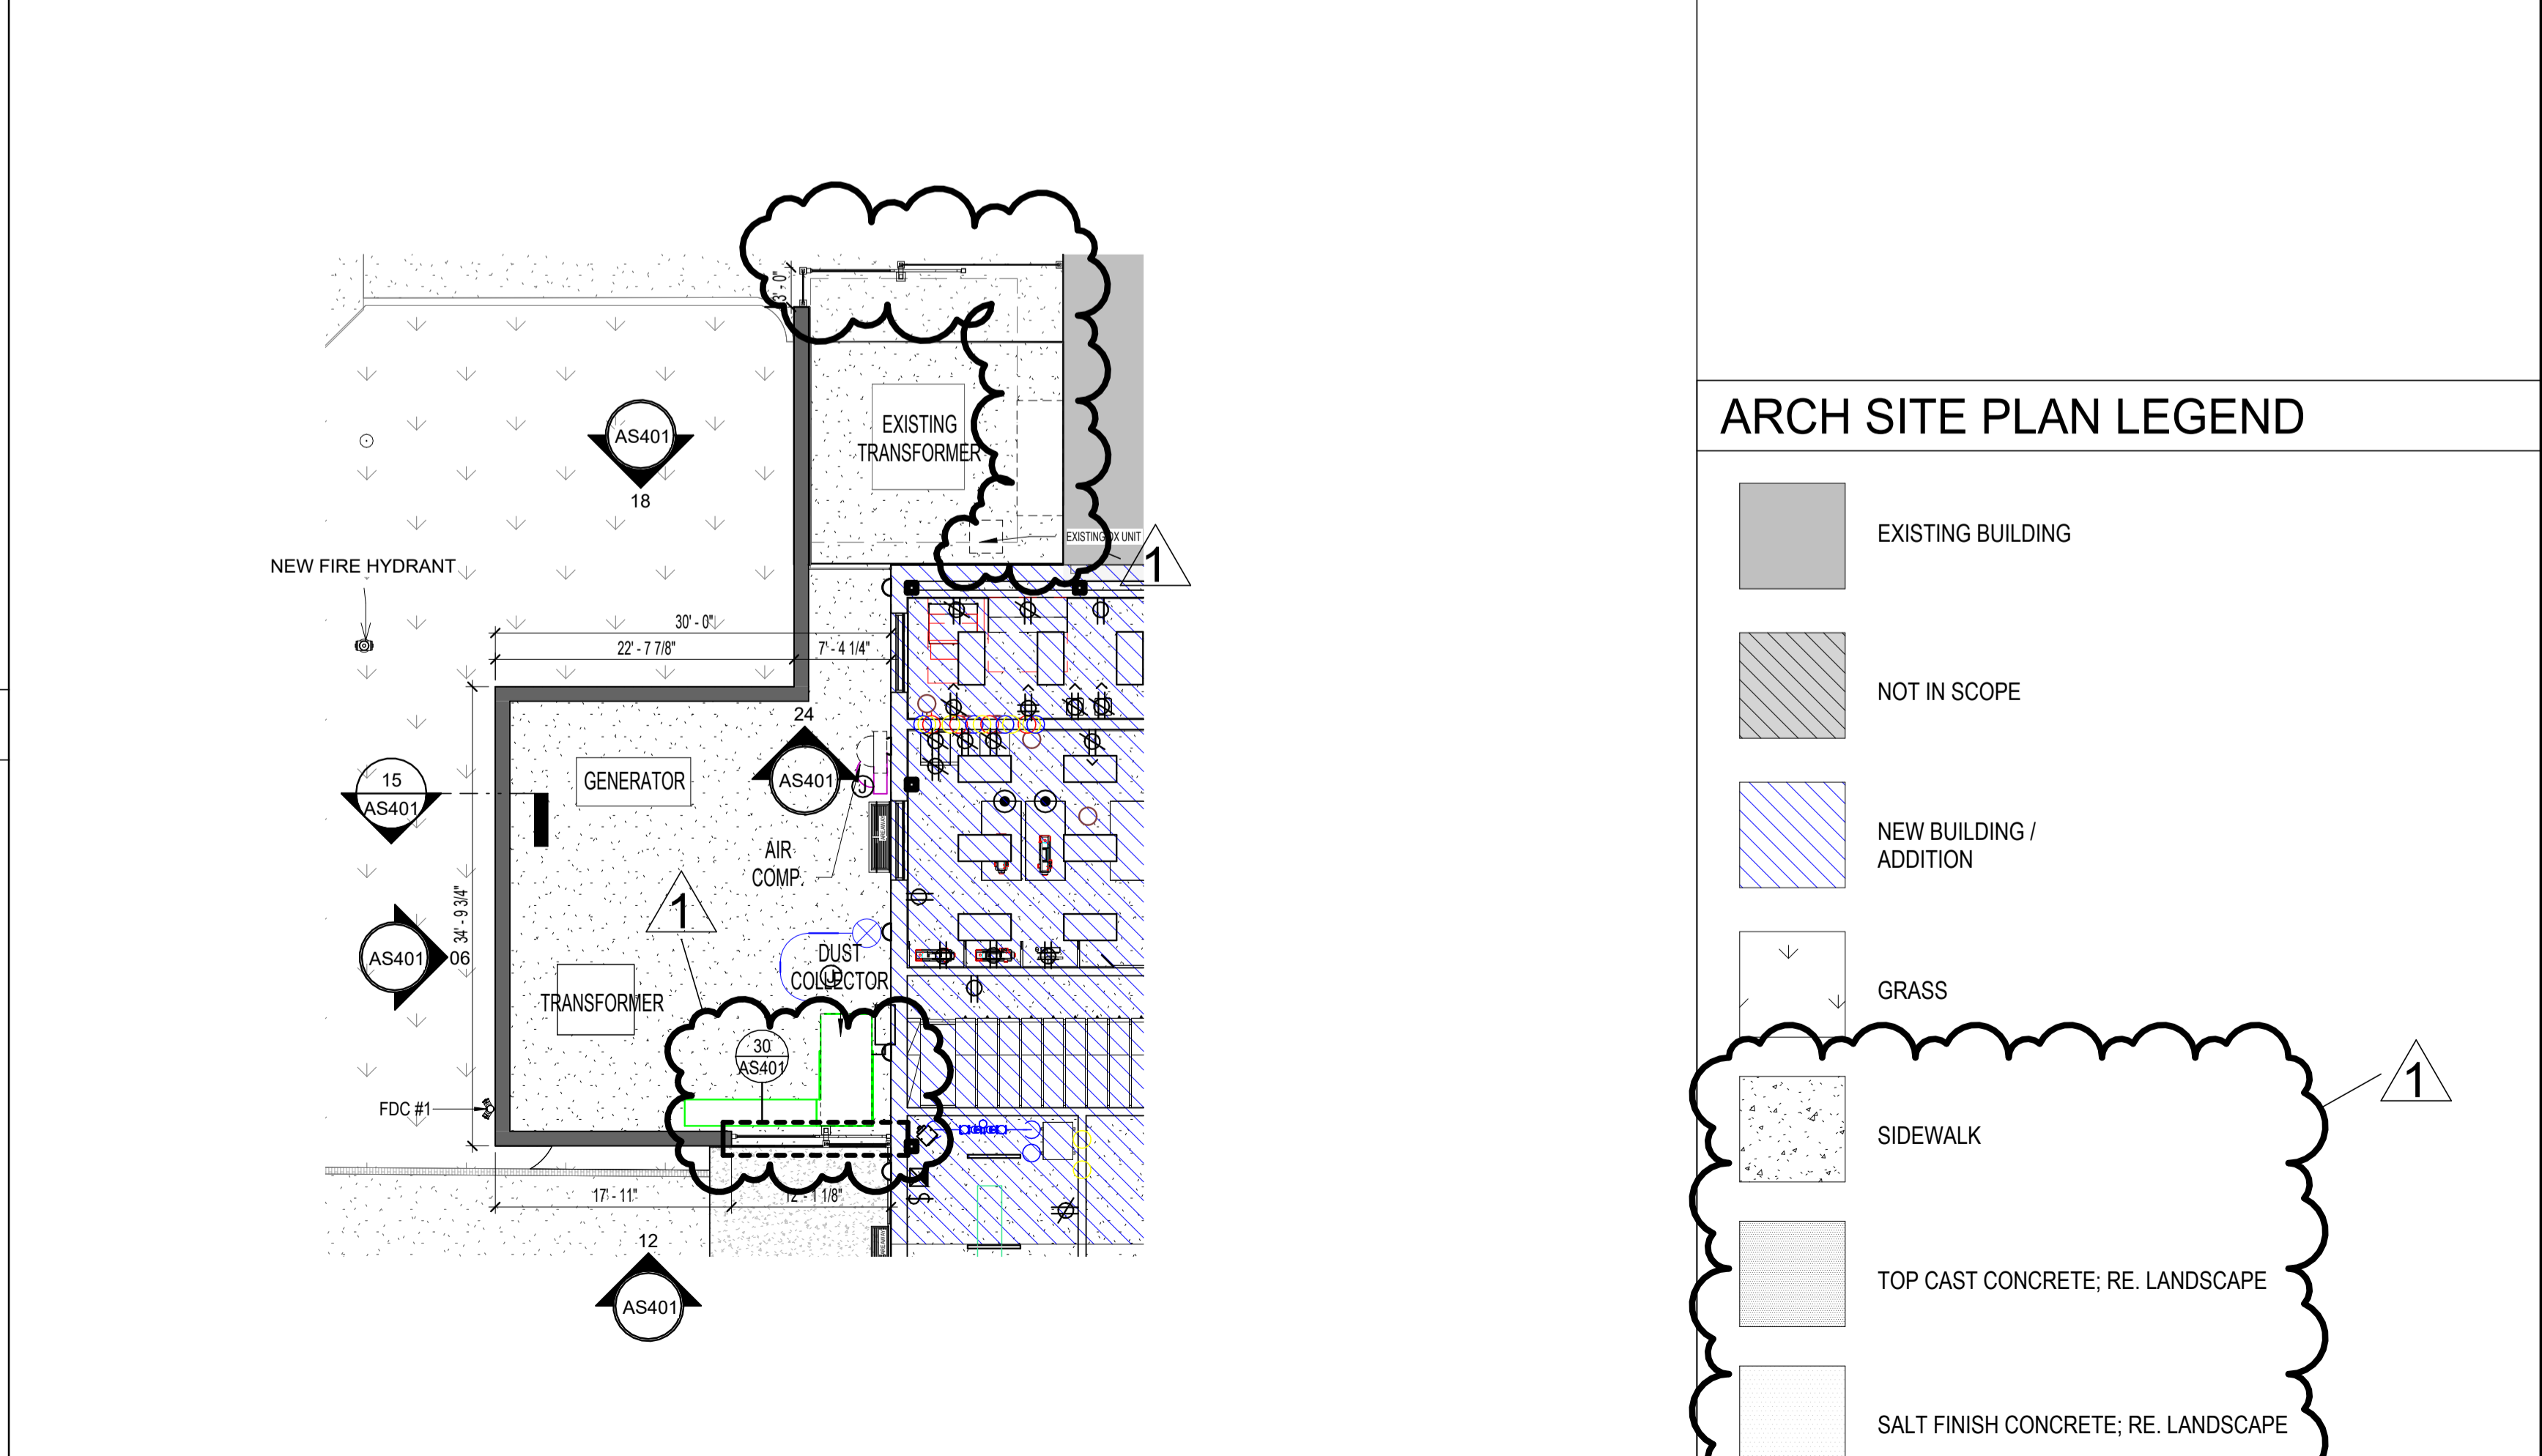 3' - 0"
EXISTING
TRANSFORMER
AS401
18
EXISTING DX UNIT
1
NEW FIRE HYDRANT
30' - 0"
22' - 7 7/8"
7' - 4 1/4"
24
AS401
GENERATOR
15
AS401
J
AIR
COMP.
34' - 9 3/4"
1
AS401
06
DUST
COLLECTOR
TRANSFORMER
30
AS401
FDC #1
17' - 11"
12' - 1 1/8"
12
AS401
ARCH SITE PLAN LEGEND
EXISTING BUILDING
NOT IN SCOPE
NEW BUILDING /
ADDITION
GRASS
1
SIDEWALK
TOP CAST CONCRETE; RE. LANDSCAPE
SALT FINISH CONCRETE; RE. LANDSCAPE